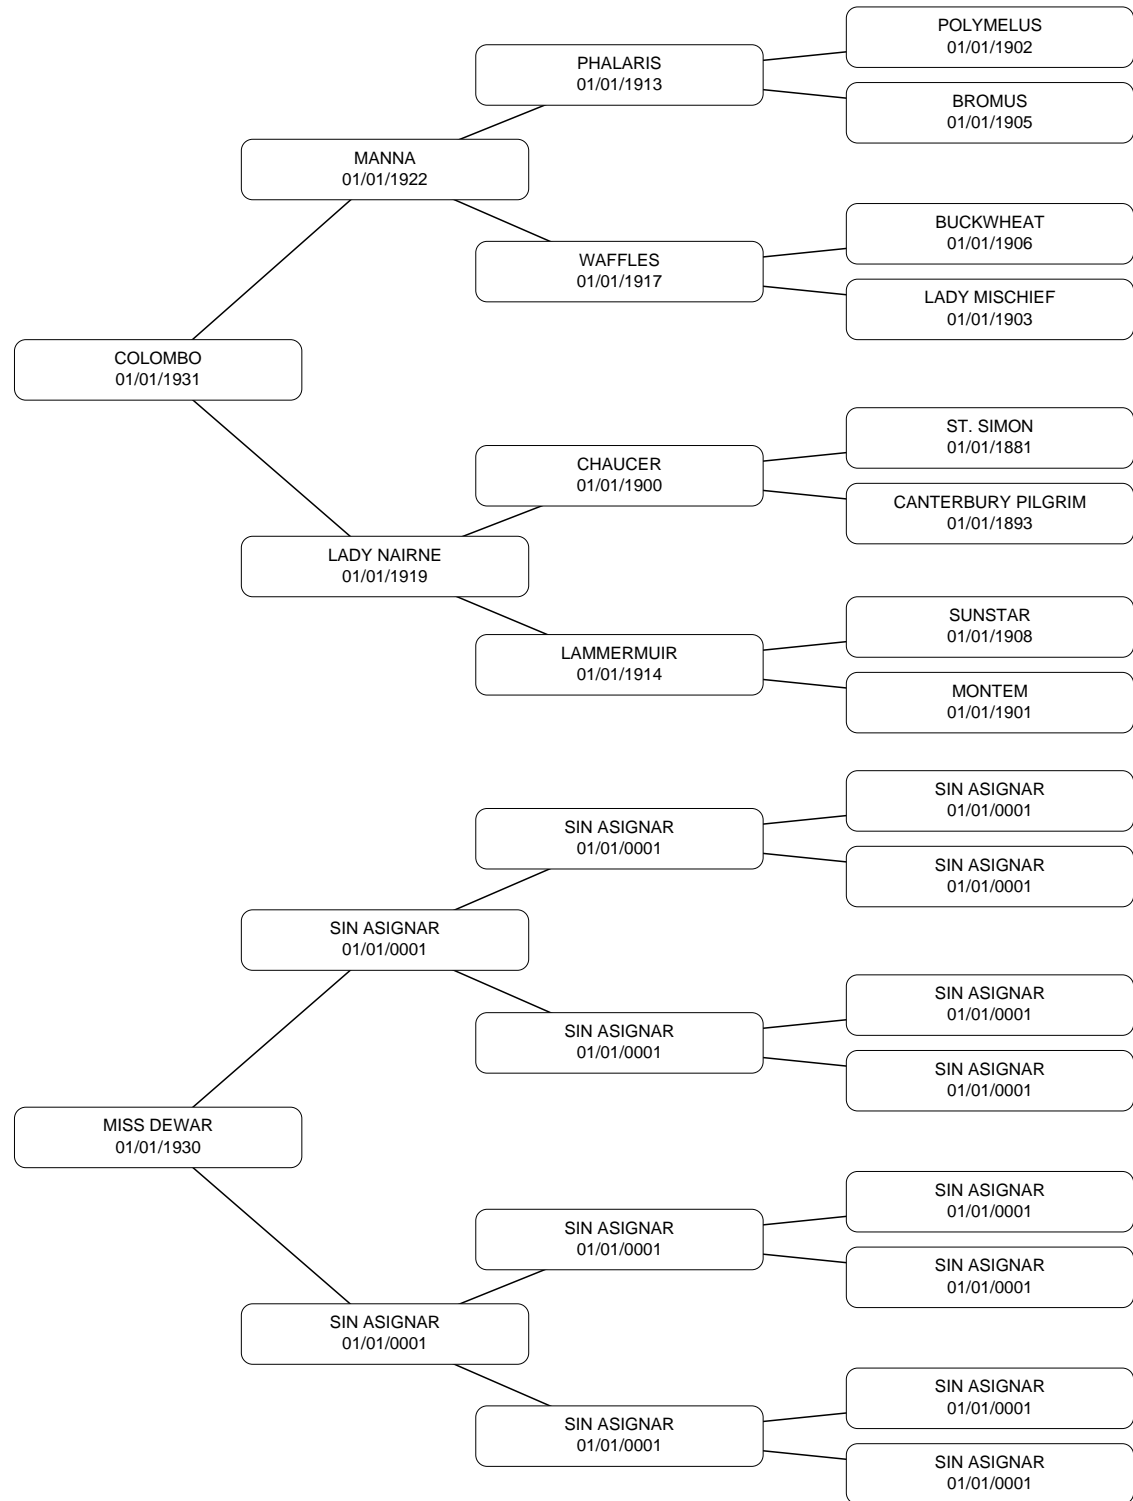 POLYMELUS
01/01/1902
PHALARIS
01/01/1913
BROMUS
01/01/1905
MANNA
01/01/1922
BUCKWHEAT
01/01/1906
WAFFLES
01/01/1917
LADY MISCHIEF
01/01/1903
COLOMBO
01/01/1931
ST. SIMON
01/01/1881
CHAUCER
01/01/1900
CANTERBURY PILGRIM
01/01/1893
LADY NAIRNE
01/01/1919
SUNSTAR
01/01/1908
LAMMERMUIR
01/01/1914
MONTEM
01/01/1901
SIN ASIGNAR
01/01/0001
SIN ASIGNAR
01/01/0001
SIN ASIGNAR
01/01/0001
SIN ASIGNAR
01/01/0001
SIN ASIGNAR
01/01/0001
SIN ASIGNAR
01/01/0001
SIN ASIGNAR
01/01/0001
MISS DEWAR
01/01/1930
SIN ASIGNAR
01/01/0001
SIN ASIGNAR
01/01/0001
SIN ASIGNAR
01/01/0001
SIN ASIGNAR
01/01/0001
SIN ASIGNAR
01/01/0001
SIN ASIGNAR
01/01/0001
SIN ASIGNAR
01/01/0001